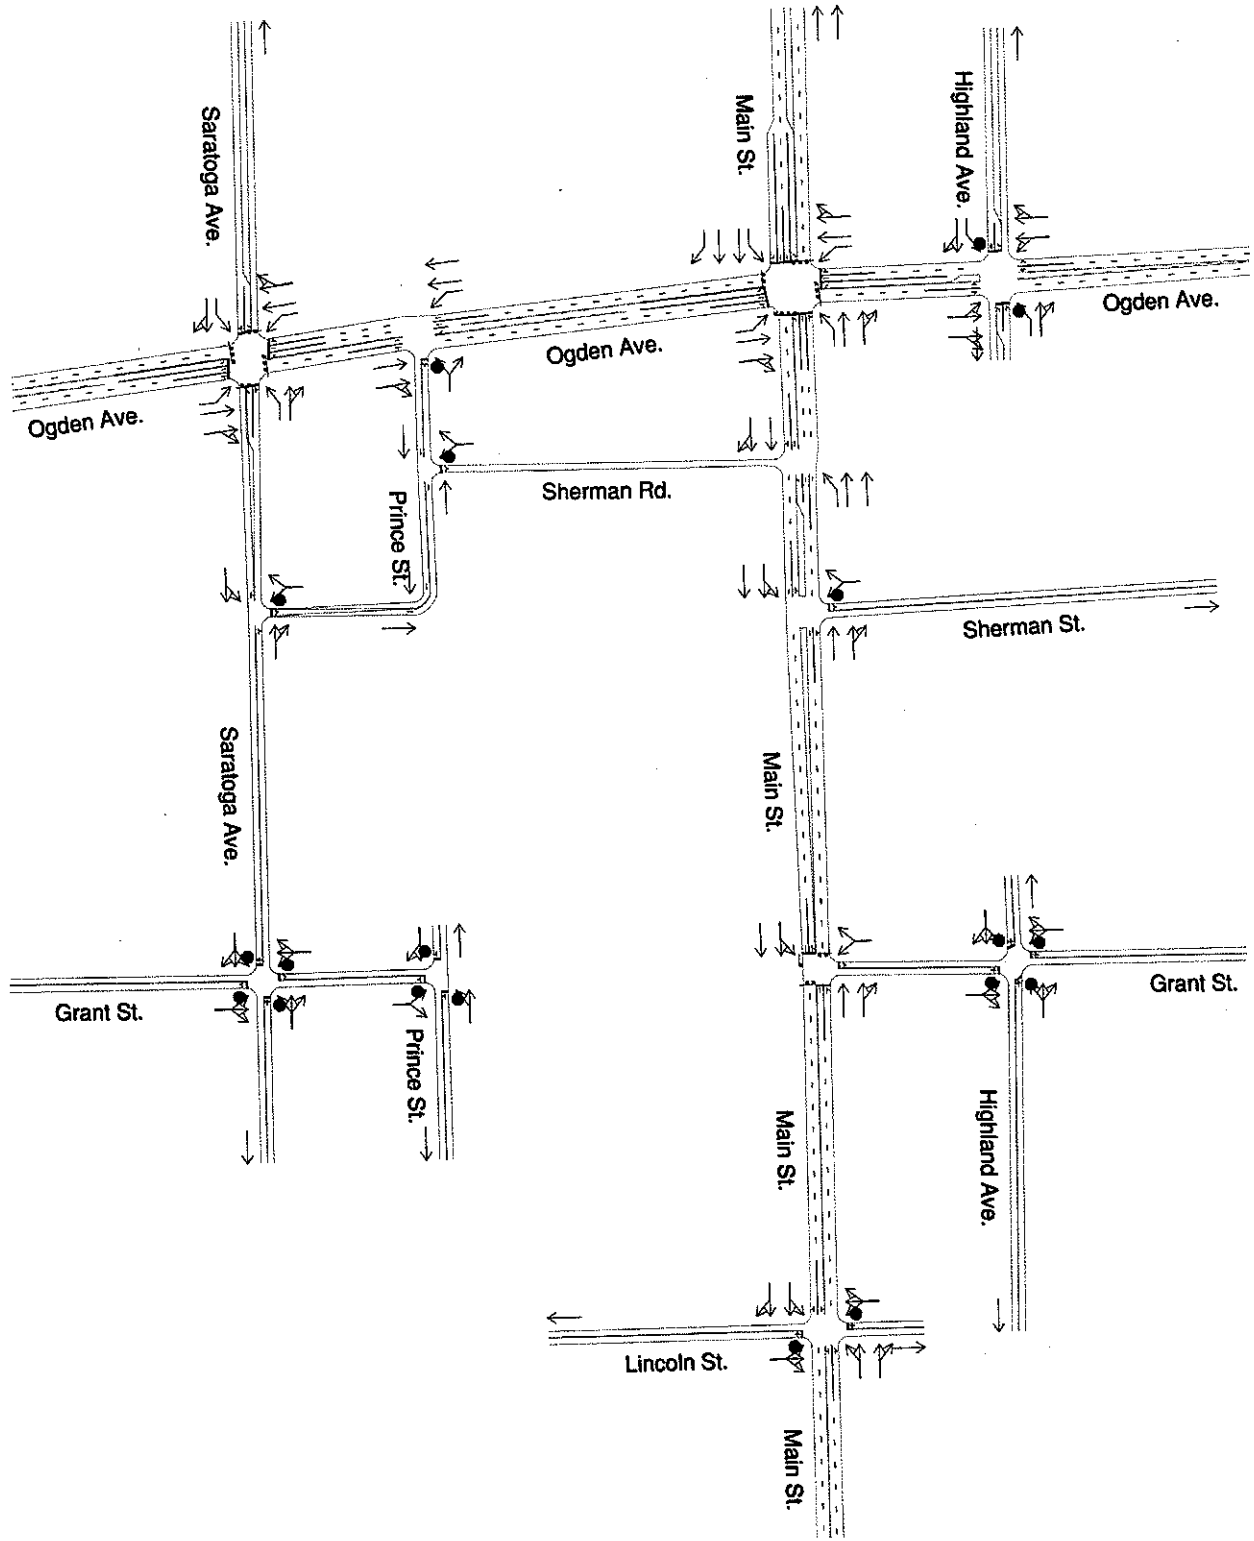 Saratoga Ave.
Main St.
Highland Ave.
Ogden Ave.
Ogden Ave.
Ogden Ave.
Prince St.
Sherman Rd.
Sherman St.
Saratoga Ave.
Main St.
Grant St.
Prince St.
Grant St.
Main St.
Highland Ave.
Lincoln St.
Main St.